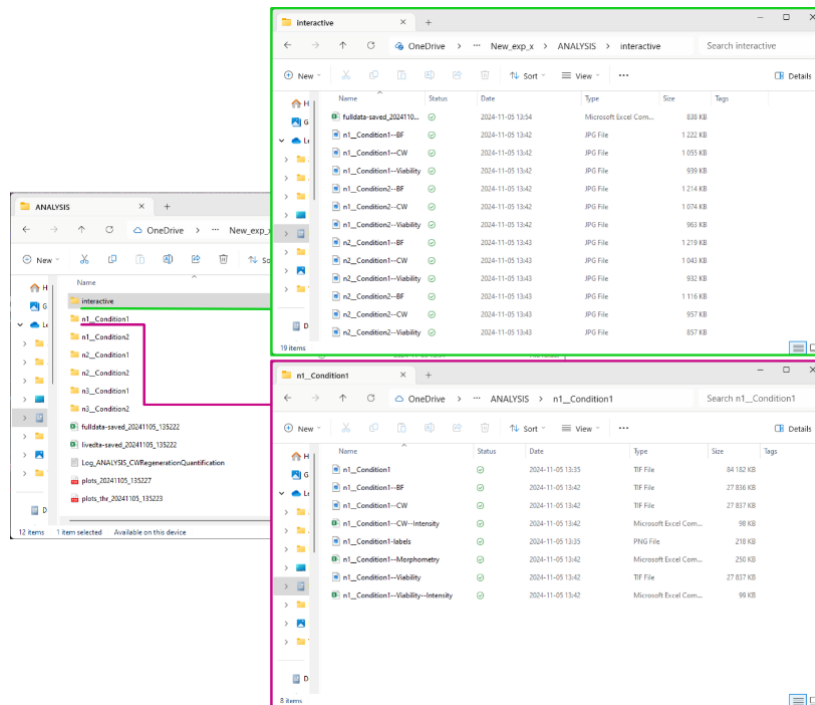 interactive
OneDrive > ··· New_exp_x > ANALYSIS > interactive Search interactive
New Sort View ··· Details
Name Status Date Type Size Tags
fulldata-saved_2024110... 2024-11-05 13:54 Microsoft Excel Com... 838 KB
n1__Condition1--BF 2024-11-05 13:42 JPG File 1 222 KB
n1__Condition1--CW 2024-11-05 13:42 JPG File 1 055 KB
n1__Condition1--Viability 2024-11-05 13:42 JPG File 939 KB
n1__Condition2--BF 2024-11-05 13:42 JPG File 1 214 KB
n1__Condition2--CW 2024-11-05 13:42 JPG File 1 074 KB
n1__Condition2--Viability 2024-11-05 13:42 JPG File 963 KB
n2__Condition1--BF 2024-11-05 13:43 JPG File 1 219 KB
n2__Condition1--CW 2024-11-05 13:43 JPG File 1 043 KB
n2__Condition1--Viability 2024-11-05 13:43 JPG File 932 KB
n2__Condition2--BF 2024-11-05 13:43 JPG File 1 116 KB
n2__Condition2--CW 2024-11-05 13:43 JPG File 957 KB
n2__Condition2--Viability 2024-11-05 13:43 JPG File 857 KB
19 items
ANALYSIS
OneDrive > ··· New_exp_x
New So
Name
interactive
n1__Condition1
n1__Condition2
n2__Condition1
n2__Condition2
n3__Condition1
n3__Condition2
fulldata-saved_20241105_135222
livedta-saved_20241105_135222
Log_ANALYSIS_CWRegenerationQuantification
plots_20241105_135227
plots_thr_20241105_135223
12 items 1 item selected Available on this device
n1__Condition1
OneDrive > ··· ANALYSIS > n1__Condition1 Search n1__Condition1
New Sort View ··· Details
Name Status Date Type Size Tags
n1__Condition1 2024-11-05 13:35 TIF File 84 182 KB
n1__Condition1--BF 2024-11-05 13:42 TIF File 27 836 KB
n1__Condition1--CW 2024-11-05 13:42 TIF File 27 837 KB
n1__Condition1--CW--Intensity 2024-11-05 13:42 Microsoft Excel Com... 98 KB
n1__Condition1-labels 2024-11-05 13:35 PNG File 218 KB
n1__Condition1--Morphometry 2024-11-05 13:42 Microsoft Excel Com... 250 KB
n1__Condition1--Viability 2024-11-05 13:42 TIF File 27 837 KB
n1__Condition1--Viability--Intensity 2024-11-05 13:42 Microsoft Excel Com... 99 KB
8 items